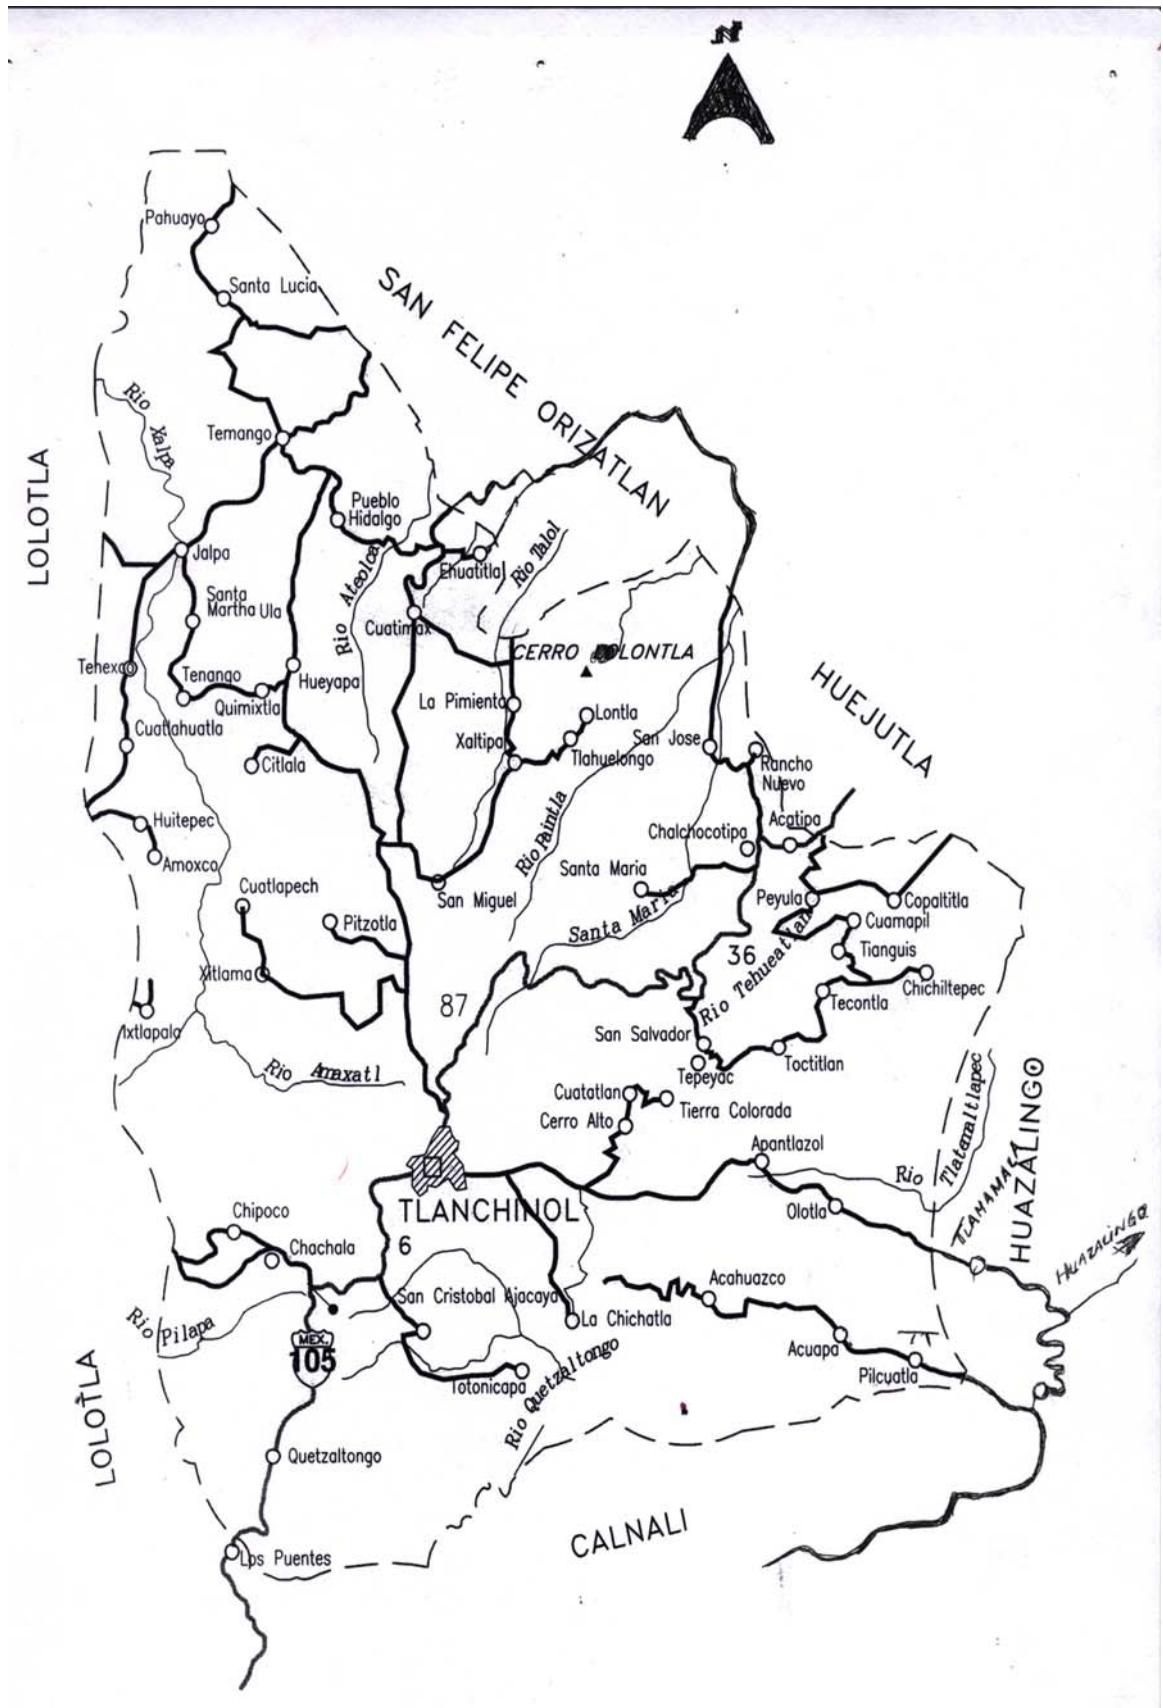 N
Pahuayo
Santa Lucia
SAN FELIPE ORIZATLAN
Rio Xalpa
Temango
LOLOTLA
Pueblo
Hidalgo
Rio Talol
Jalpa
Ehuatitla
Rio Ateolca
Santa
Martha
Ula
Cuatimax
CERRO LONTLA
Tehexco
Tenango
Hueyapa
Quimixtla
La Pimienta
Lontla
HUEJUTLA
Cuatlahuatla
Xaltipa
San Jose
Tlahuelongo
Citlala
Rancho
Nuevo
Huitepec
Rio Paintla
Chalchocotipa
Acatipa
Amoxco
Santa Maria
Cuatlapech
San Miguel
Peyula
Copaltitla
Pitzotla
Santa Maria
Cuamapil
36
Tianguis
Xitlama
Rio Tehueatlan
Chichiltepec
87
Tecontla
Ixtlapala
San Salvador
Toctitlan
Rio Amaxatl
Tepeyac
Cuatatlan
Tierra Colorada
Cerro Alto
Apantlazol
Rio Tlatemaltlapec
HUAZALINGO
Chipoco
TLANCHINOL
Olotla
Chachala
6
HUAZALINGO
San Cristobal Ajacaya
Acahuazco
Rio Pilapa
La Chichatla
MEX.
105
Acuapa
Pilcuatla
LOLOTLA
Totonicapa
Rio Quetzaltongo
Quetzaltongo
CALNALI
Los Puentes